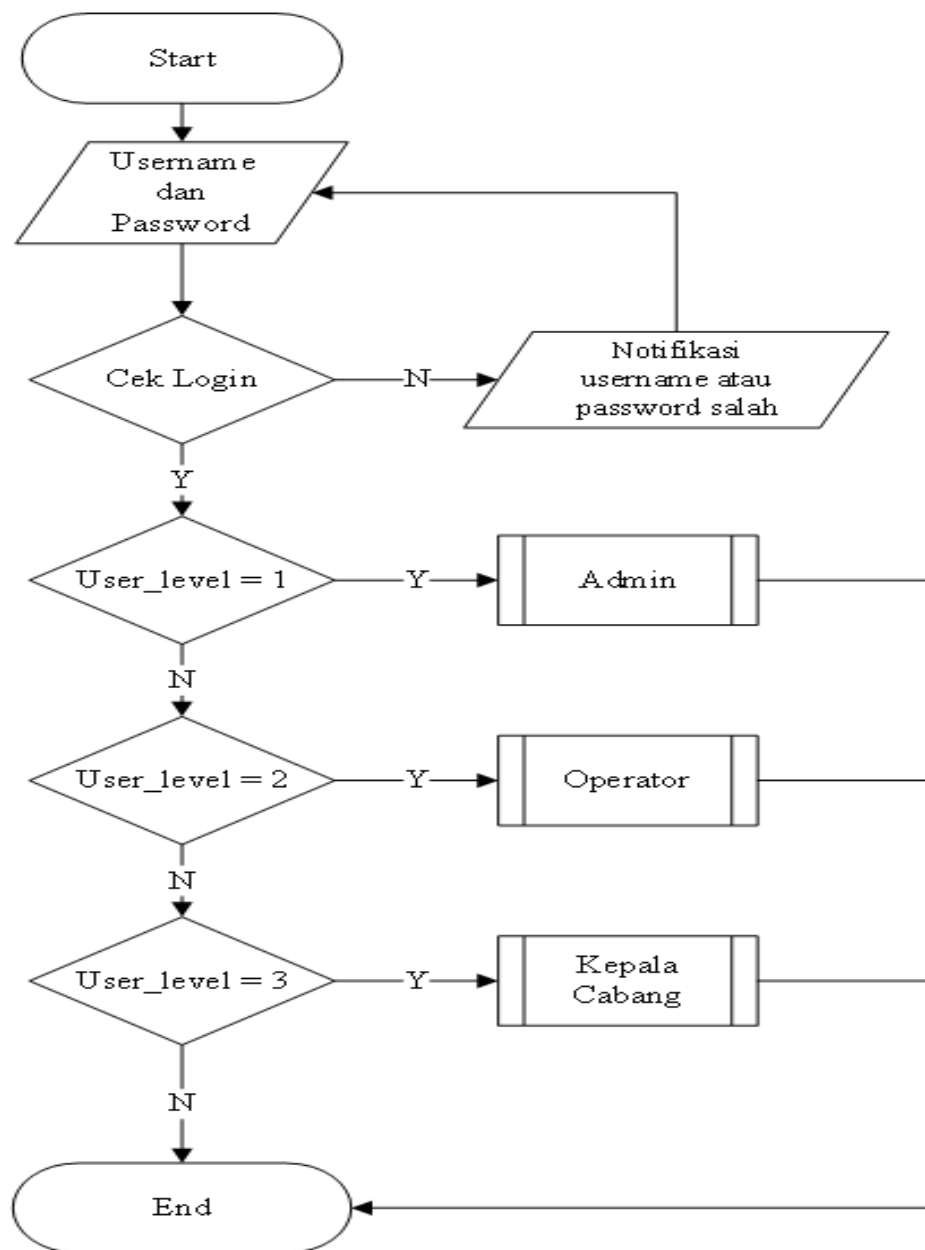 Start
Username
dan
Password
Cek Login
N
Notifikasi
username atau
password salah
Y
User_level = 1
Y
Admin
N
User_level = 2
Y
Operator
N
User_level = 3
Y
Kepala
Cabang
N
End